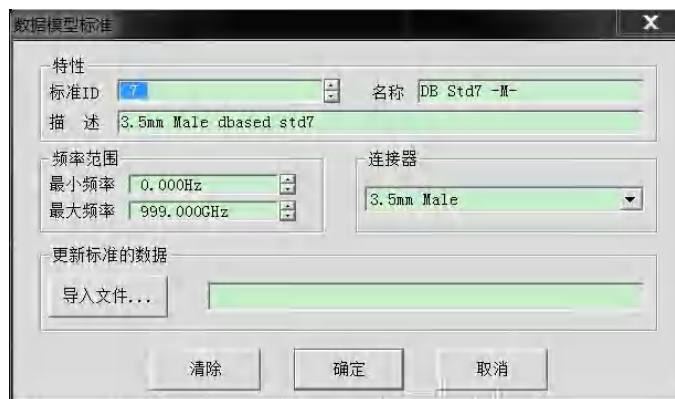 数据模型标准
X
特性
标准ID 7 名称 DB Std7 -M-
描 述 3.5mm Male dbased std7
频率范围
最小频率 0.000Hz
最大频率 999.000GHz
连接器
3.5mm Male
更新标准的数据
导入文件...
清除 确定 取消